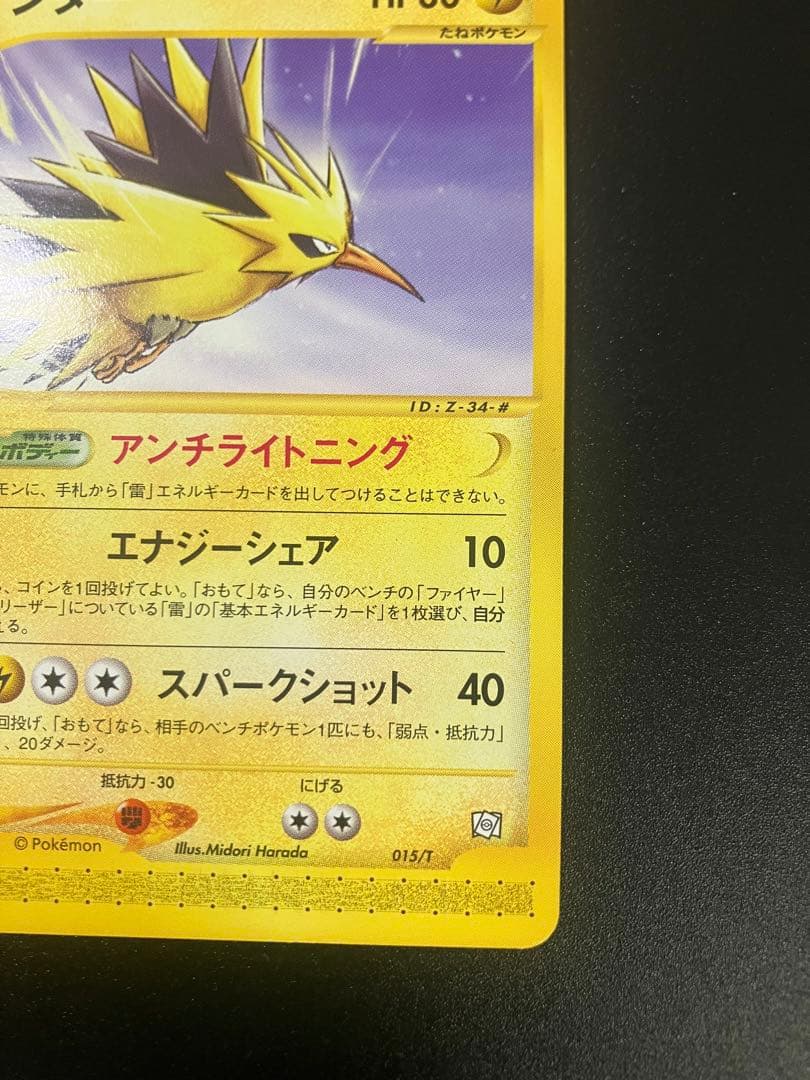 たねポケモン
ID:Z-34-#
特殊体質
ボディー アンチライトニング
モンに、手札から「雷」エネルギーカードを出してつけることはできない。
エナジーシェア 10
、コインを1回投げてよい。「おもて」なら、自分のベンチの「ファイヤー」
リーザー」についている「雷」の「基本エネルギーカード」を1枚選び、自分
える。
スパークショット 40
回投げ、「おもて」なら、相手のベンチポケモン1匹にも、「弱点・抵抗力」
、20ダメージ。
抵抗力 -30 にげる
© Pokémon Illus.Midori Harada 015/T